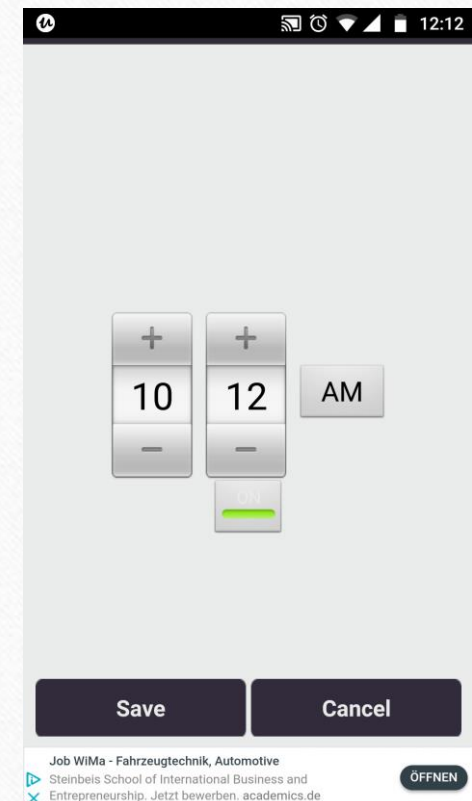 12:12
+ +
10 12 AM
− −
ON
Save Cancel
Job WiMa - Fahrzeugtechnik, Automotive
Steinbeis School of International Business and
Entrepreneurship. Jetzt bewerben. academics.de
ÖFFNEN